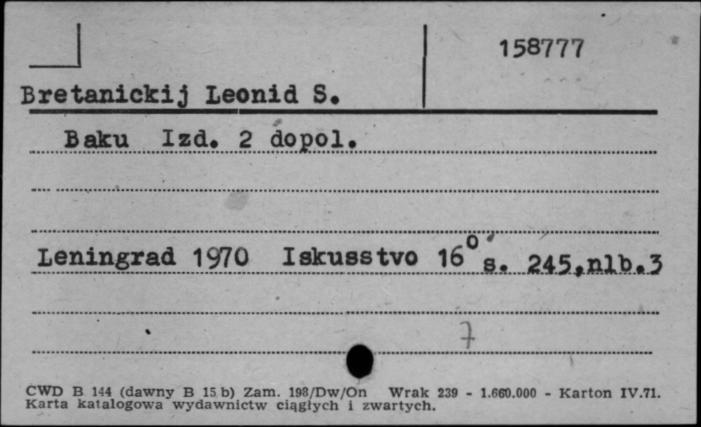 158777
Bretanickij Leonid S.
Baku Izd. 2 dopol.
Leningrad 1970 Iskusstvo 16° s. 245,nlb.3
7
CWD B 144 (dawny B 15 b) Zam. 198/Dw/On Wrak 239 - 1.660.000 - Karton IV.71.
Karta katalogowa wydawnictw ciągłych i zwartych.